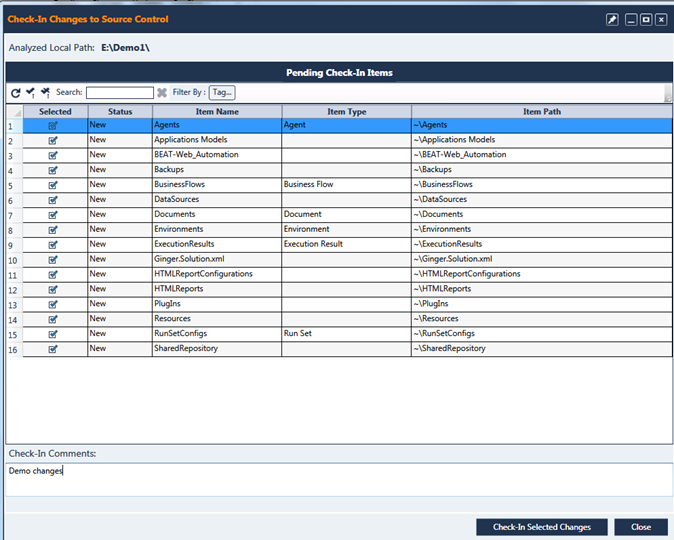 Check-In Changes to Source Control
Analyzed Local Path: E:\Demo1\
Pending Check-In Items
Search: Filter By : Tag...
Selected Status Item Name Item Type Item Path
1 New Agents Agent ~\Agents
2 New Applications Models ~\Applications Models
3 New BEAT-Web_Automation ~\BEAT-Web_Automation
4 New Backups ~\Backups
5 New BusinessFlows Business Flow ~\BusinessFlows
6 New DataSources ~\DataSources
7 New Documents Document ~\Documents
8 New Environments Environment ~\Environments
9 New ExecutionResults Execution Result ~\ExecutionResults
10 New Ginger.Solution.xml ~\Ginger.Solution.xml
11 New HTMLReportConfigurations ~\HTMLReportConfigurations
12 New HTMLReports ~\HTMLReports
13 New PlugIns ~\PlugIns
14 New Resources ~\Resources
15 New RunSetConfigs Run Set ~\RunSetConfigs
16 New SharedRepository ~\SharedRepository
Check-In Comments:
Demo changes
Check-In Selected Changes Close